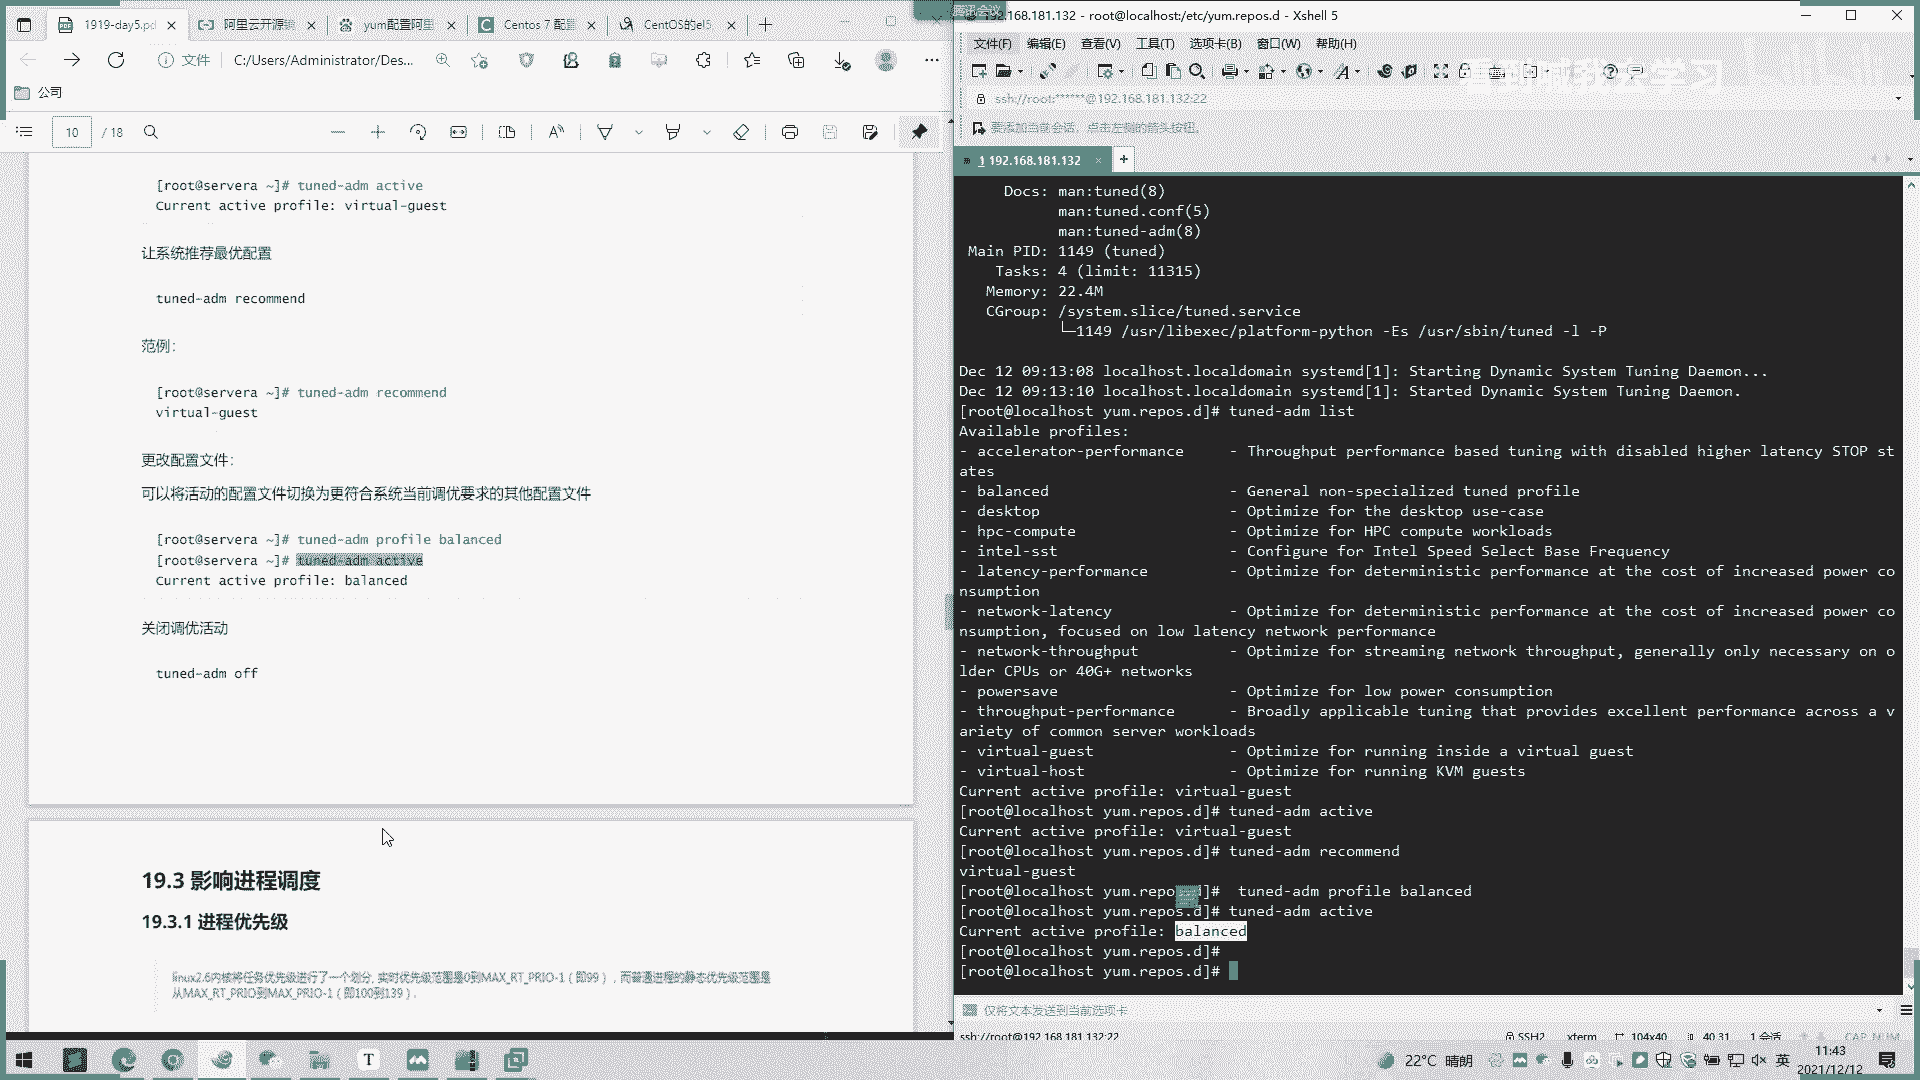 1919-day5.pd
阿里云开源镜
yum配置阿里
Centos 7 配置
CentOS的el5,
文件
C:/Users/Administrator/Des...
公司
10 / 18
[root@servera ~]# tuned-adm active
Current active profile: virtual-guest
让系统推荐最优配置
tuned-adm recommend
范例：
[root@servera ~]# tuned-adm recommend
virtual-guest
更改配置文件：
可以将活动的配置文件切换为更符合系统当前调优要求的其他配置文件
[root@servera ~]# tuned-adm profile balanced
[root@servera ~]# tuned-adm active
Current active profile: balanced
关闭调优活动
tuned-adm off
19.3 影响进程调度
19.3.1 进程优先级
linux2.6内核将任务优先级进行了一个划分, 实时优先级范围是0到MAX_RT_PRIO-1（即99），而普通进程的静态优先级范围是
从MAX_RT_PRIO到MAX_PRIO-1（即100到139）.
腾讯会议
192.168.181.132 - root@localhost:/etc/yum.repos.d - Xshell 5
文件(F) 编辑(E) 查看(V) 工具(T) 选项卡(B) 窗口(W) 帮助(H)
ssh://root:******@192.168.181.132:22
要添加当前会话，点击左侧的箭头按钮。
1 192.168.181.132
Docs: man:tuned(8)
man:tuned.conf(5)
man:tuned-adm(8)
Main PID: 1149 (tuned)
Tasks: 4 (limit: 11315)
Memory: 22.4M
CGroup: /system.slice/tuned.service
└─1149 /usr/libexec/platform-python -Es /usr/sbin/tuned -l -P
Dec 12 09:13:08 localhost.localdomain systemd[1]: Starting Dynamic System Tuning Daemon...
Dec 12 09:13:10 localhost.localdomain systemd[1]: Started Dynamic System Tuning Daemon.
[root@localhost yum.repos.d]# tuned-adm list
Available profiles:
- accelerator-performance     - Throughput performance based tuning with disabled higher latency STOP st
ates
- balanced                    - General non-specialized tuned profile
- desktop                     - Optimize for the desktop use-case
- hpc-compute                 - Optimize for HPC compute workloads
- intel-sst                   - Configure for Intel Speed Select Base Frequency
- latency-performance         - Optimize for deterministic performance at the cost of increased power co
nsumption
- network-latency             - Optimize for deterministic performance at the cost of increased power co
nsumption, focused on low latency network performance
- network-throughput          - Optimize for streaming network throughput, generally only necessary on o
lder CPUs or 40G+ networks
- powersave                   - Optimize for low power consumption
- throughput-performance      - Broadly applicable tuning that provides excellent performance across a v
ariety of common server workloads
- virtual-guest               - Optimize for running inside a virtual guest
- virtual-host                - Optimize for running KVM guests
Current active profile: virtual-guest
[root@localhost yum.repos.d]# tuned-adm active
Current active profile: virtual-guest
[root@localhost yum.repos.d]# tuned-adm recommend
virtual-guest
[root@localhost yum.repos.d]#  tuned-adm profile balanced
[root@localhost yum.repos.d]# tuned-adm active
Current active profile: balanced
[root@localhost yum.repos.d]#
[root@localhost yum.repos.d]#
仅将文本发送到当前选项卡
ssh://root@192.168.181.132:22
SSH2 xterm 104x40 40,31 1 会话 CAP NUM
22°C 晴朗
英
11:43
2021/12/12